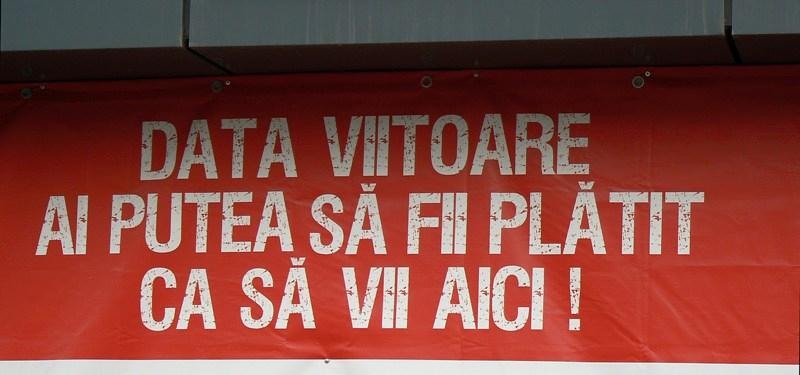 DATA VIITOARE
AI PUTEA SĂ FII PLĂTIT
CA SĂ VII AICI !